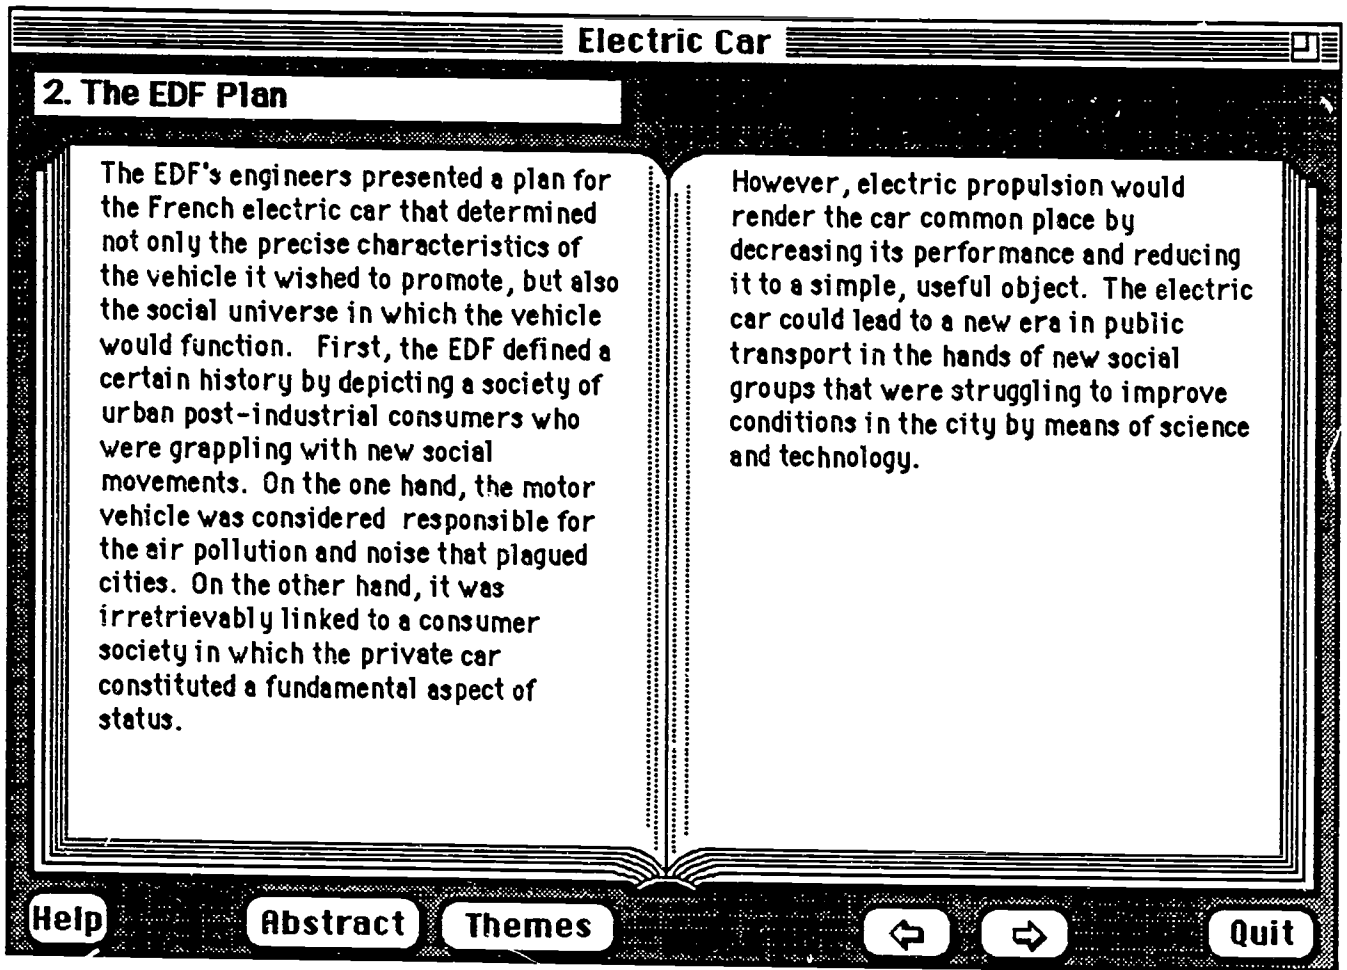 Electric Car
2. The EDF Plan
The EDF's engineers presented a plan for
the French electric car that determined
not only the precise characteristics of
the vehicle it wished to promote, but also
the social universe in which the vehicle
would function. First, the EDF defined a
certain history by depicting a society of
urban post-industrial consumers who
were grappling with new social
movements. On the one hand, the motor
vehicle was considered responsible for
the air pollution and noise that plagued
cities. On the other hand, it was
irretrievably linked to a consumer
society in which the private car
constituted a fundamental aspect of
status.
However, electric propulsion would
render the car common place by
decreasing its performance and reducing
it to a simple, useful object. The electric
car could lead to a new era in public
transport in the hands of new social
groups that were struggling to improve
conditions in the city by means of science
and technology.
Help
Abstract
Themes
Quit